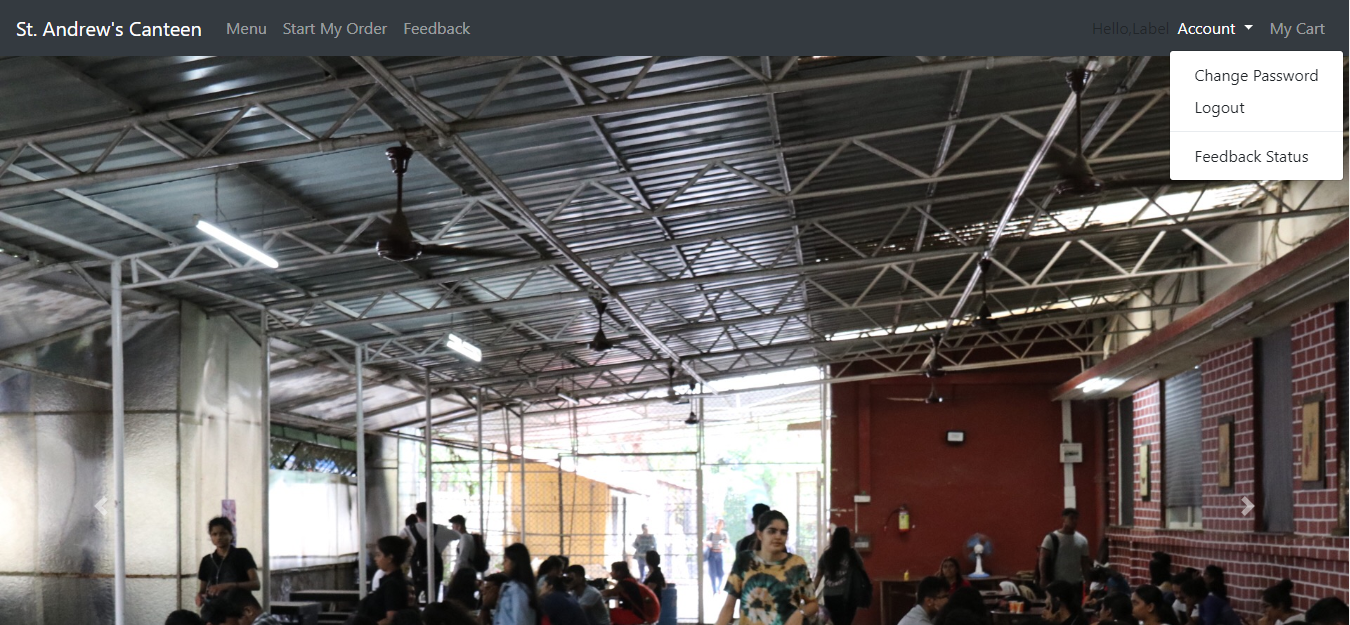 St. Andrew's Canteen Menu Start My Order Feedback Hello,Label Account My Cart
Change Password
Logout
Feedback Status